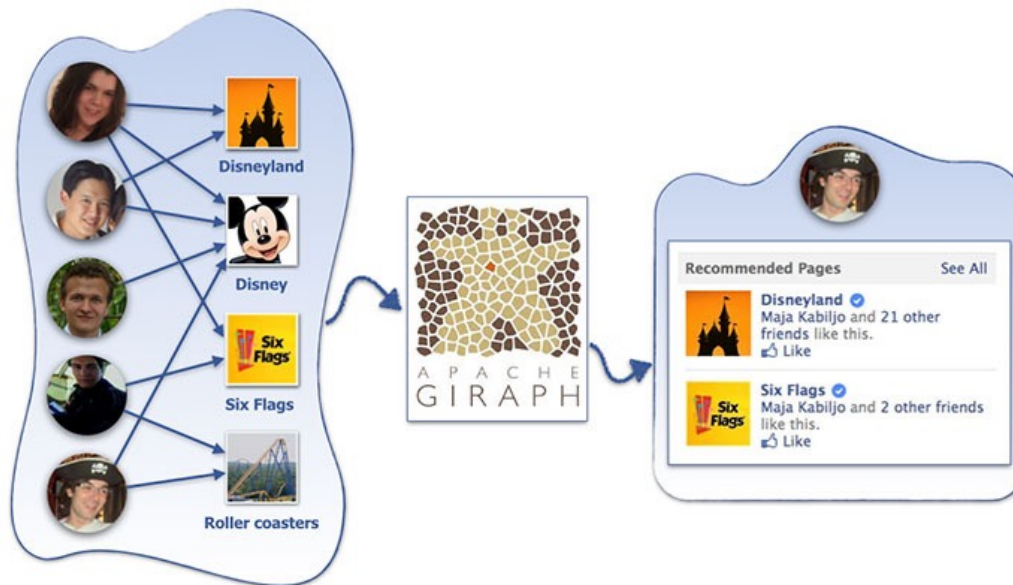 Disneyland
Disney
Six
Flags
Six Flags
Roller coasters
APACHE
GIRAPH
Recommended Pages See All
Disneyland
Maja Kabiljo and 21 other
friends like this.
Like
Six
Flags
Six Flags
Maja Kabiljo and 2 other friends
like this.
Like